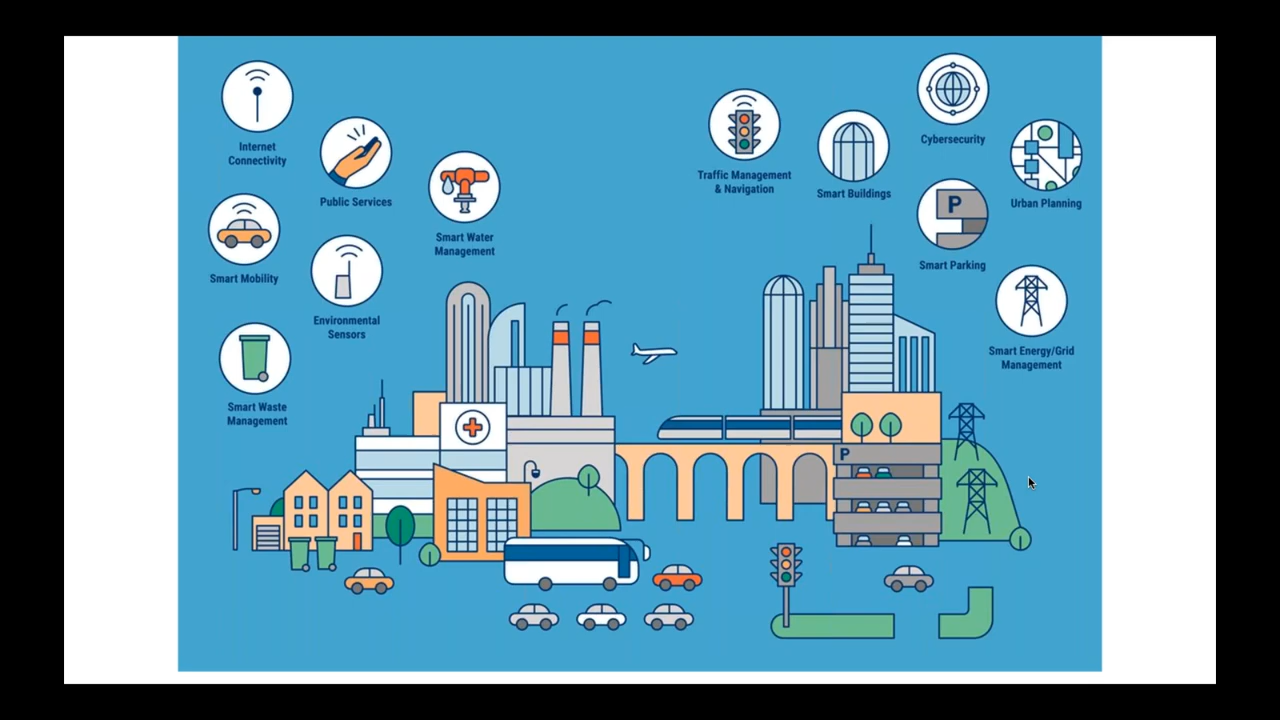 Internet
Connectivity
Public Services
Smart Water
Management
Smart Mobility
Environmental
Sensors
Smart Waste
Management
Traffic Management
& Navigation
Smart Buildings
Cybersecurity
Urban Planning
P
Smart Parking
Smart Energy/Grid
Management
P